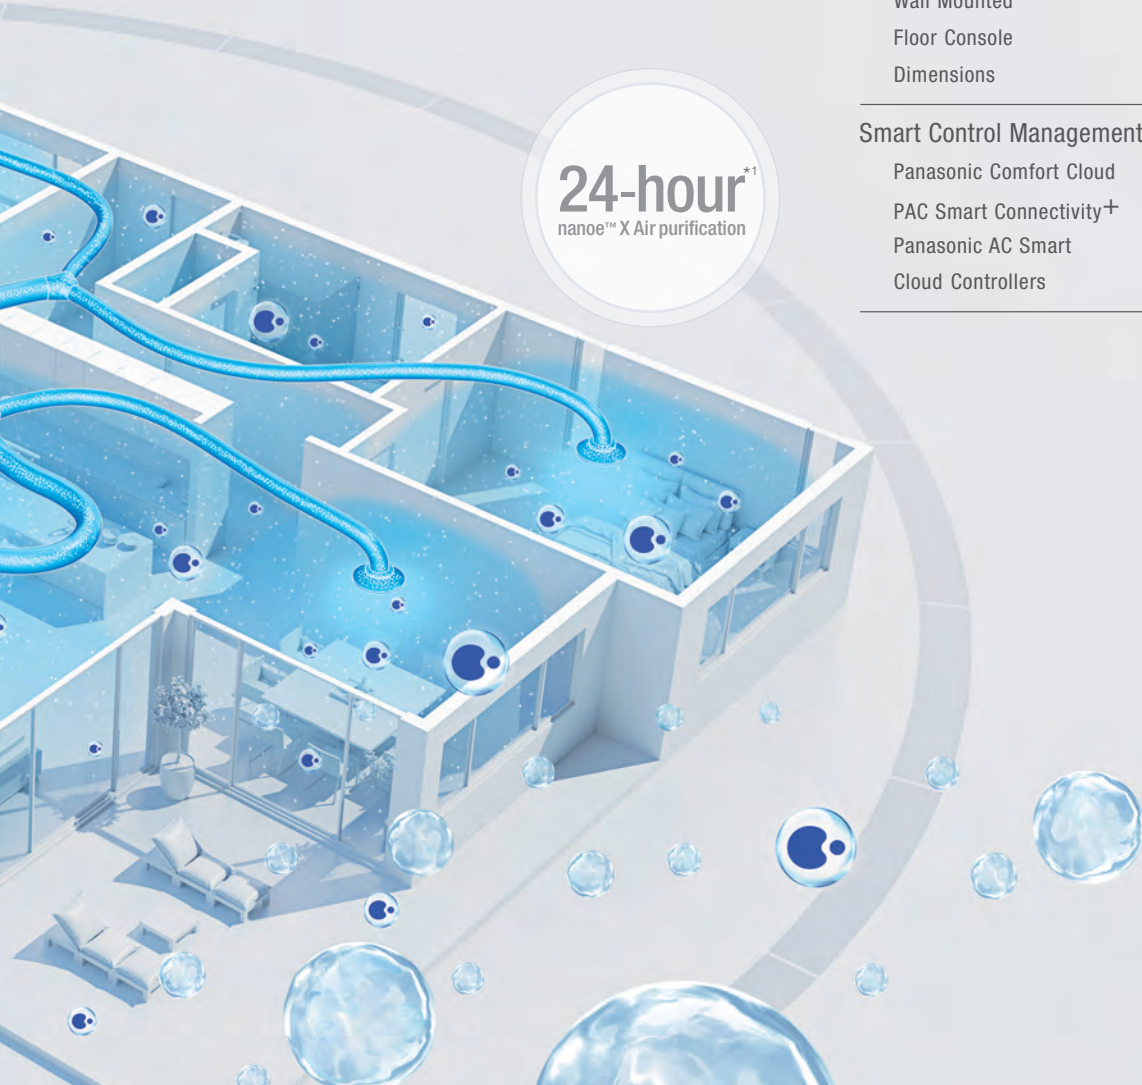 Wall Mounted
Floor Console
Dimensions
Smart Control Management
Panasonic Comfort Cloud
PAC Smart Connectivity+
Panasonic AC Smart
Cloud Controllers
24-hour*1
nanoe™ X Air purification